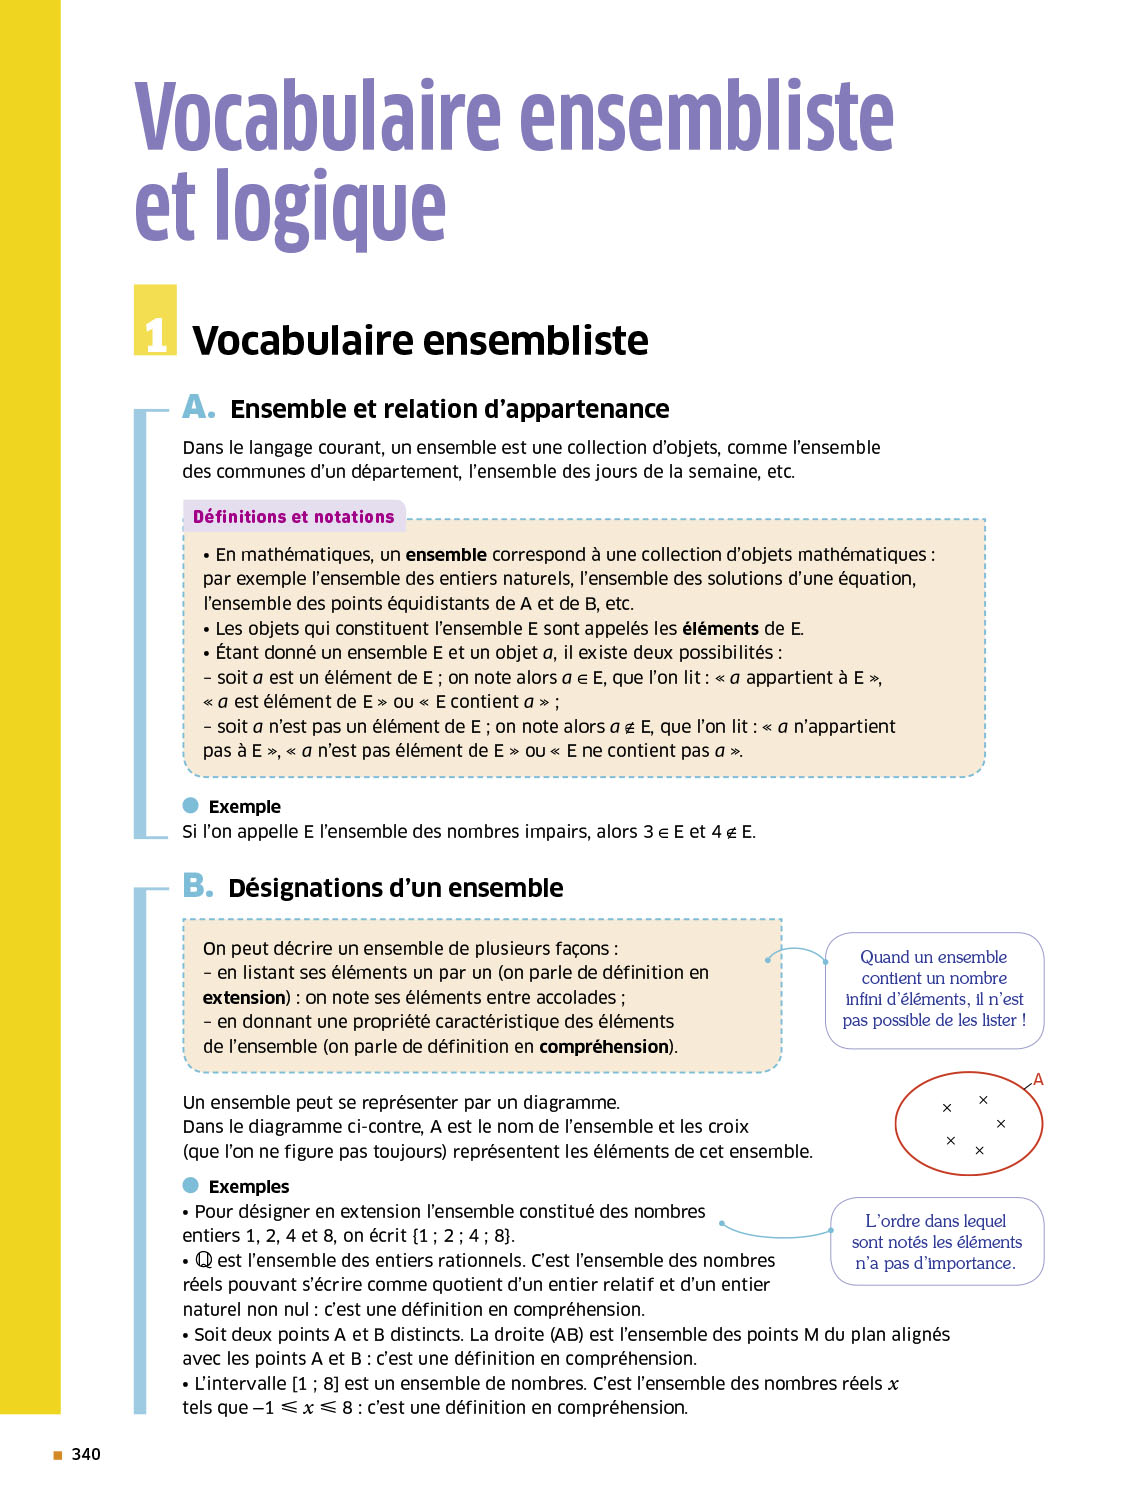 Vocabulaire ensembliste
et logique
1 Vocabulaire ensembliste
A. Ensemble et relation d'appartenance
Dans le langage courant, un ensemble est une collection d'objets, comme l'ensemble
des communes d'un département, l'ensemble des jours de la semaine, etc.
Définitions et notations
• En mathématiques, un ensemble correspond à une collection d'objets mathématiques :
par exemple l'ensemble des entiers naturels, l'ensemble des solutions d'une équation,
l'ensemble des points équidistants de A et de B, etc.
• Les objets qui constituent l'ensemble E sont appelés les éléments de E.
• Étant donné un ensemble E et un objet a, il existe deux possibilités :
– soit a est un élément de E ; on note alors a ∈ E, que l'on lit : « a appartient à E »,
« a est élément de E » ou « E contient a » ;
– soit a n'est pas un élément de E ; on note alors a ∉ E, que l'on lit : « a n'appartient
pas à E », « a n'est pas élément de E » ou « E ne contient pas a ».
Exemple
Si l'on appelle E l'ensemble des nombres impairs, alors 3 ∈ E et 4 ∉ E.
B. Désignations d'un ensemble
On peut décrire un ensemble de plusieurs façons :
– en listant ses éléments un par un (on parle de définition en
extension) : on note ses éléments entre accolades ;
– en donnant une propriété caractéristique des éléments
de l'ensemble (on parle de définition en compréhension).
Quand un ensemble
contient un nombre
infini d'éléments, il n'est
pas possible de les lister !
Un ensemble peut se représenter par un diagramme.
Dans le diagramme ci-contre, A est le nom de l'ensemble et les croix
(que l'on ne figure pas toujours) représentent les éléments de cet ensemble.
A
Exemples
• Pour désigner en extension l'ensemble constitué des nombres
entiers 1, 2, 4 et 8, on écrit {1 ; 2 ; 4 ; 8}.
• ℚ est l'ensemble des entiers rationnels. C'est l'ensemble des nombres
réels pouvant s'écrire comme quotient d'un entier relatif et d'un entier
naturel non nul : c'est une définition en compréhension.
L'ordre dans lequel
sont notés les éléments
n'a pas d'importance.
• Soit deux points A et B distincts. La droite (AB) est l'ensemble des points M du plan alignés
avec les points A et B : c'est une définition en compréhension.
• L'intervalle [1 ; 8] est un ensemble de nombres. C'est l'ensemble des nombres réels x
tels que –1 ⩽ x ⩽ 8 : c'est une définition en compréhension.
340